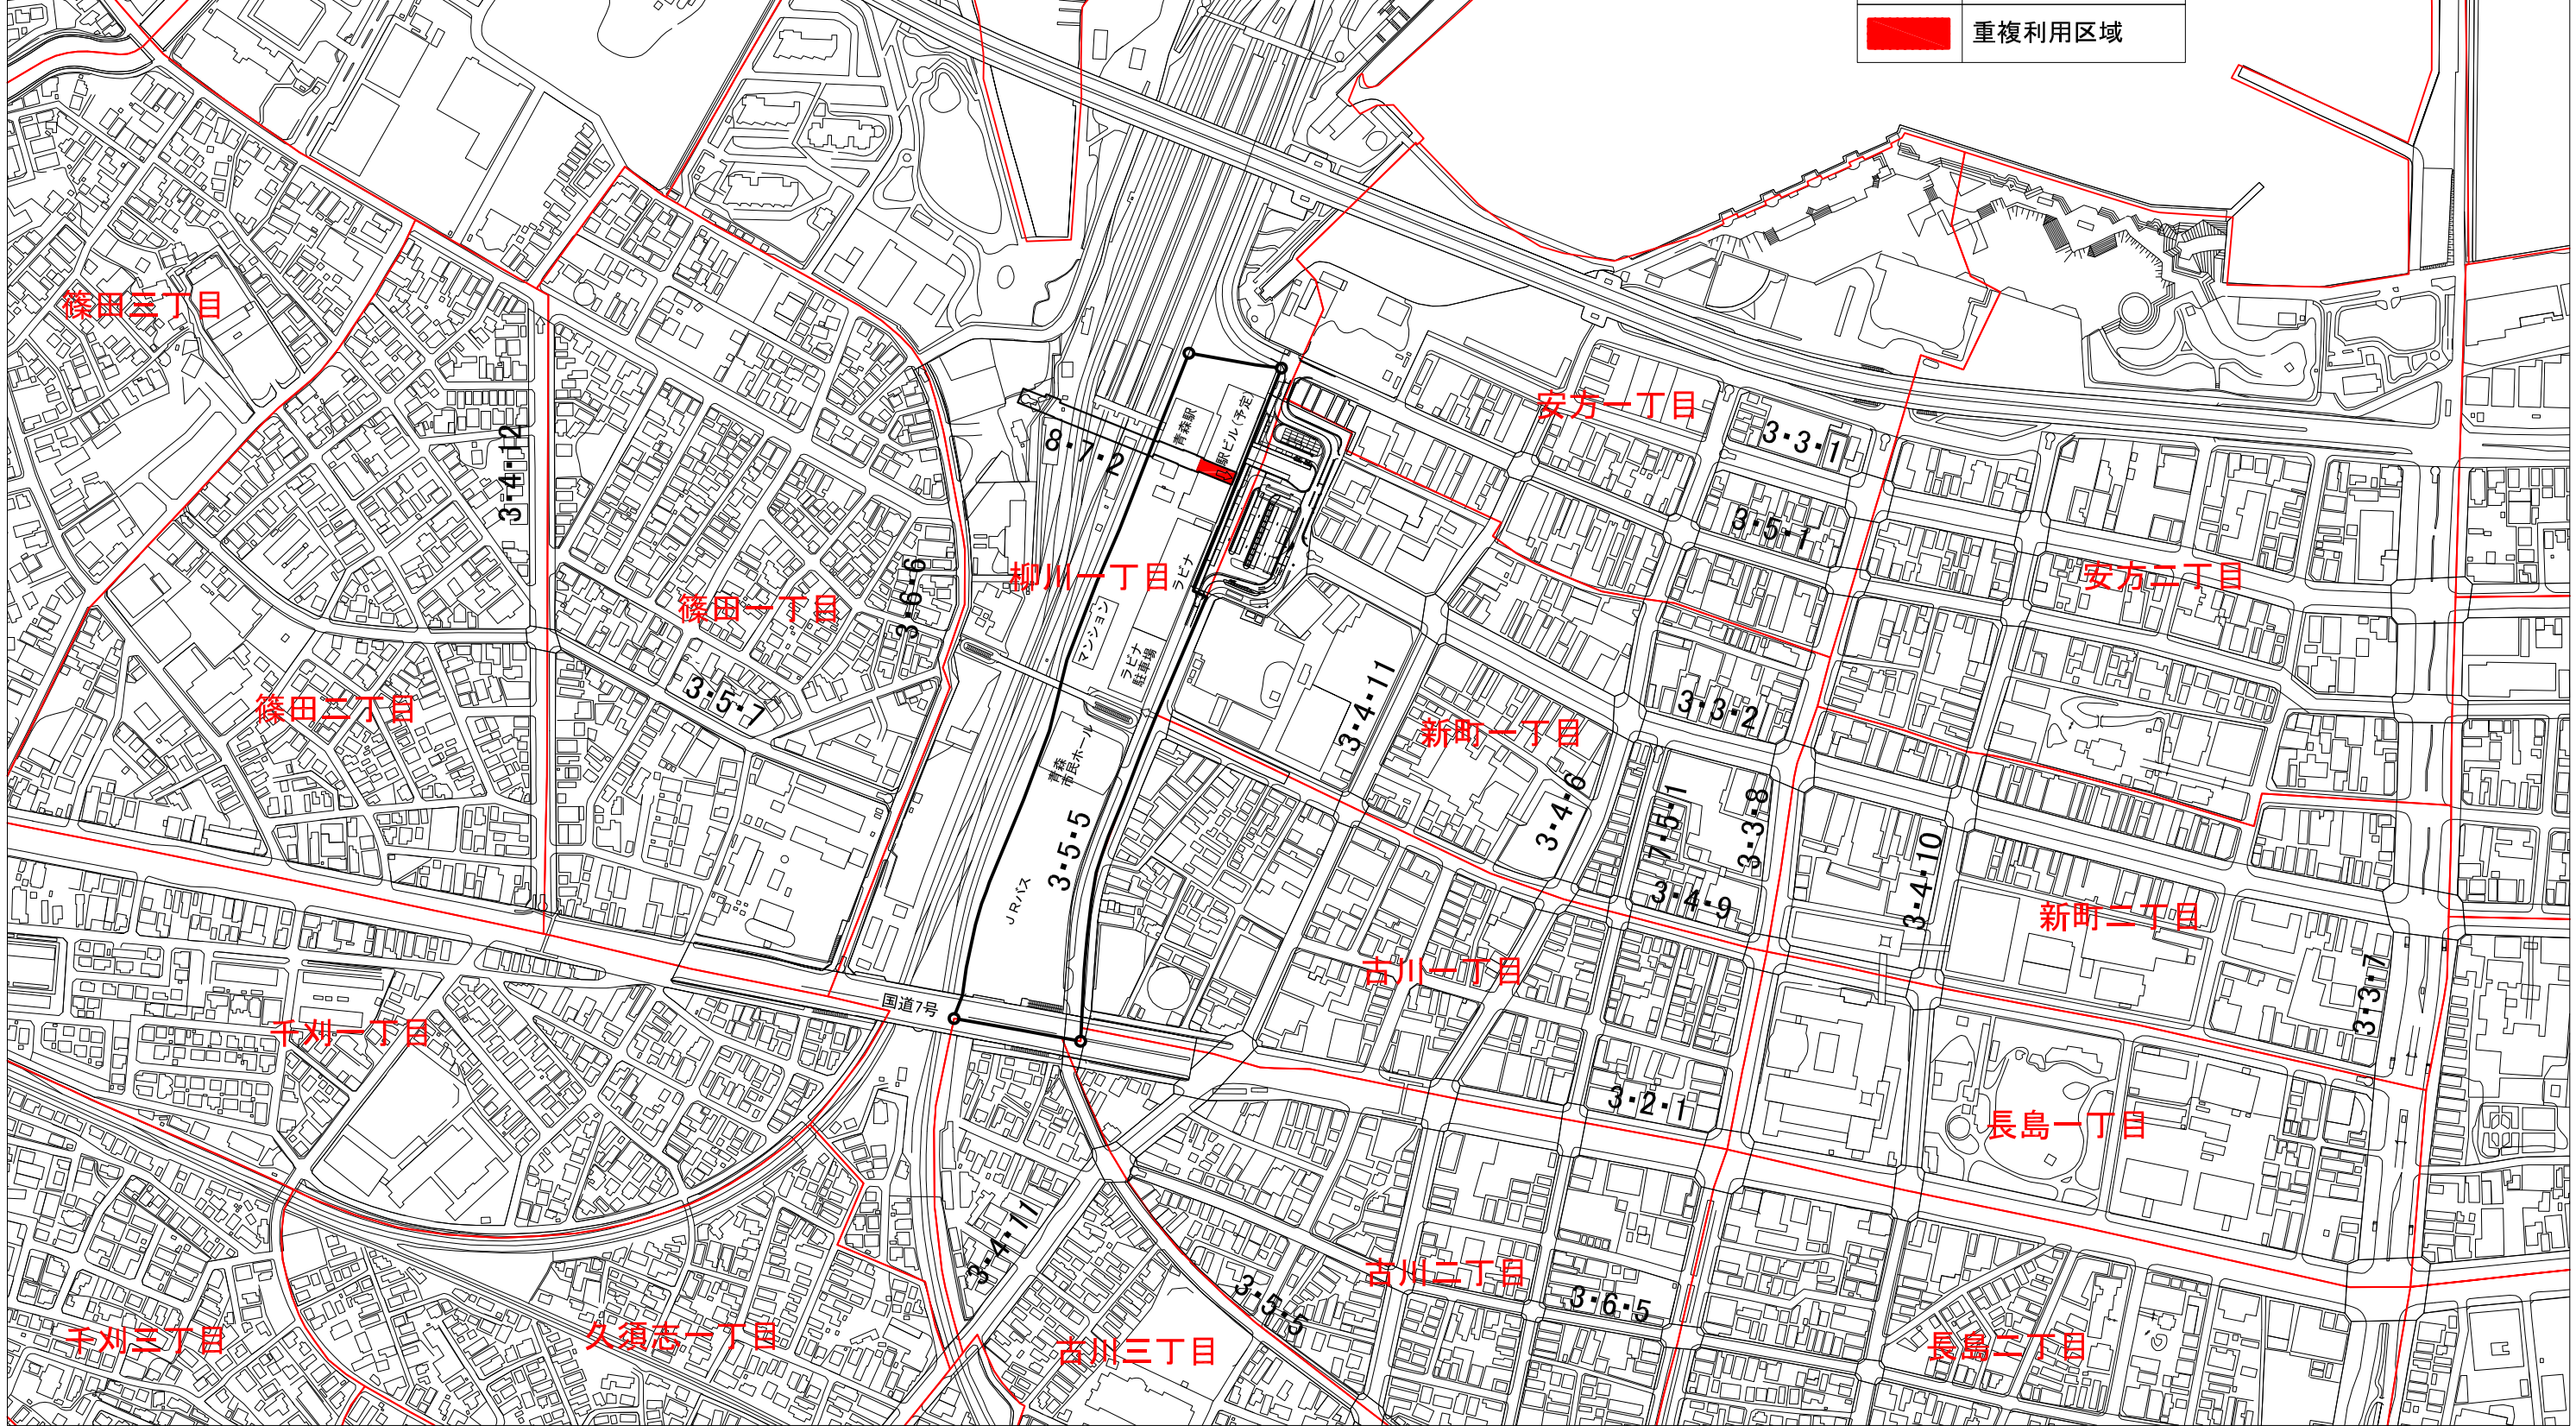 重複利用区域
篠田三丁目
安方一丁目
青森駅
駅ビル(予定)
8・7・2
3・3・1
3・4・12
3・5・1
柳川一丁目
ラビナ
安方二丁目
3・6・6
篠田一丁目
マンション
ラビナ
駐車場
3・5・7
篠田二丁目
3・4・11
3・3・2
新町一丁目
青森
市民ホール
3・4・6
7・5・1
3・3・8
3・5・5
3・4・10
JRバス
3・4・9
新町二丁目
古川一丁目
3・3・7
国道7号
千刈一丁目
3・2・1
長島一丁目
3・4・11
古川二丁目
3・5・5
3・6・5
千刈三丁目
久須志一丁目
古川三丁目
長島二丁目